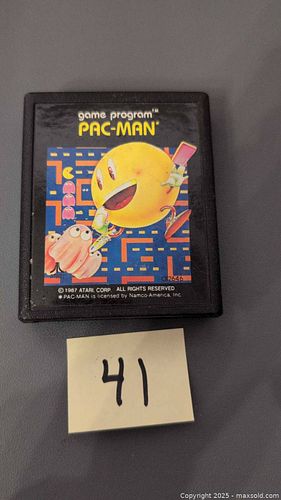 game program™
PAC-MAN®
CX2646
© 1987 ATARI CORP. ALL RIGHTS RESERVED
● PAC-MAN is licensed by Namco-America, Inc.
41
Copyright 2025 - maxsold.com